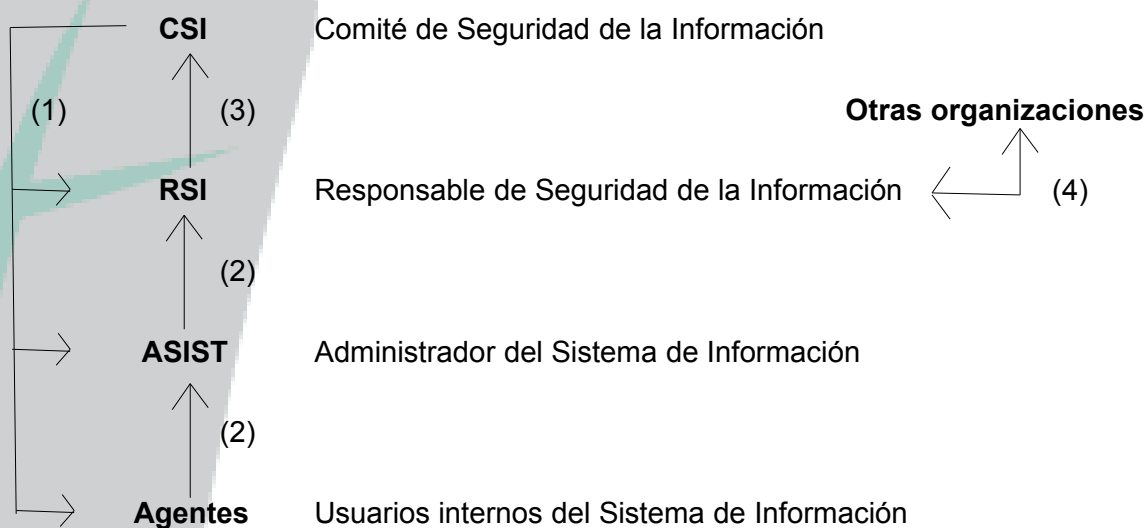 CSI Comité de Seguridad de la Información
(1) (3) Otras organizaciones
RSI Responsable de Seguridad de la Información (4)
(2)
ASIST Administrador del Sistema de Información
(2)
Agentes Usuarios internos del Sistema de Información